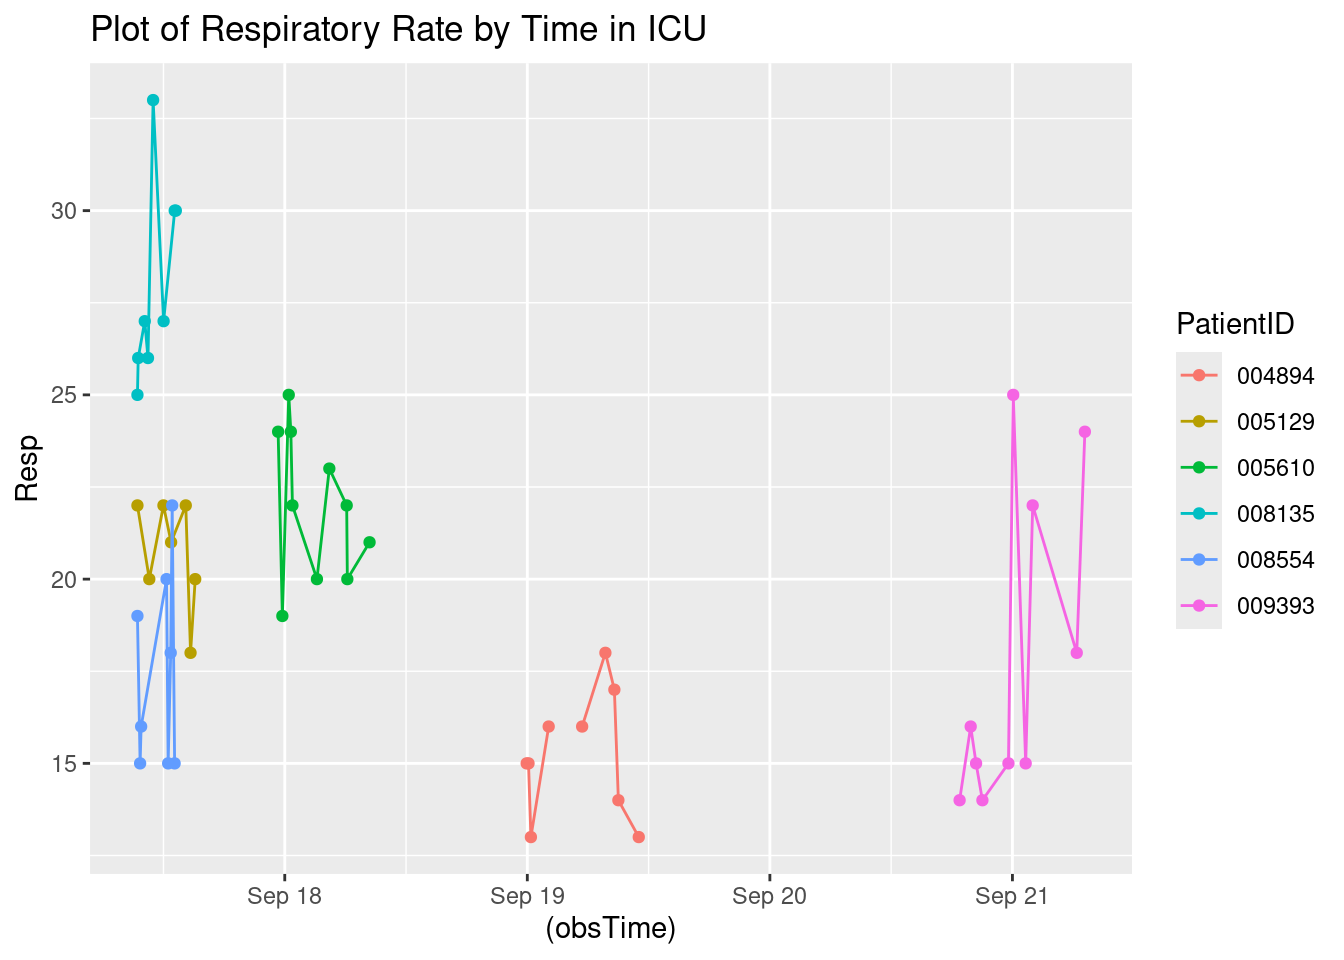 Plot of Respiratory Rate by Time in ICU
Resp
30
25
20
15
Sep 18
Sep 19
Sep 20
Sep 21
(obsTime)
PatientID
004894
005129
005610
008135
008554
009393